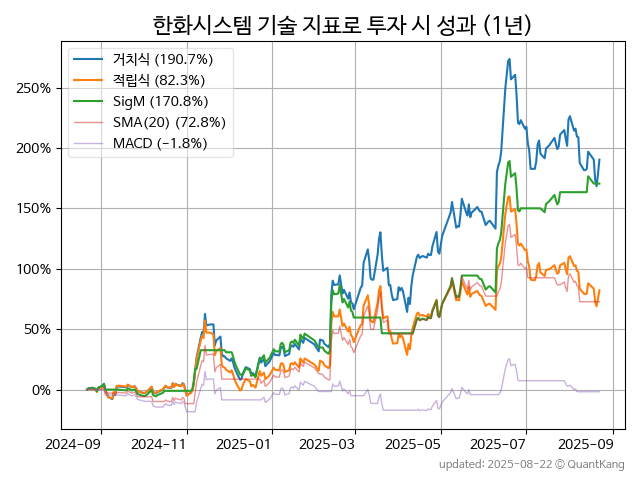 한화시스템 기술 지표로 투자 시 성과 (1년)
거치식 (190.7%)
적립식 (82.3%)
SigM (170.8%)
SMA(20) (72.8%)
MACD (−1.8%)
250%
200%
150%
100%
50%
0%
2024-09 2024-11 2025-01 2025-03 2025-05 2025-07 2025-09
updated: 2025-08-22 © QuantKang